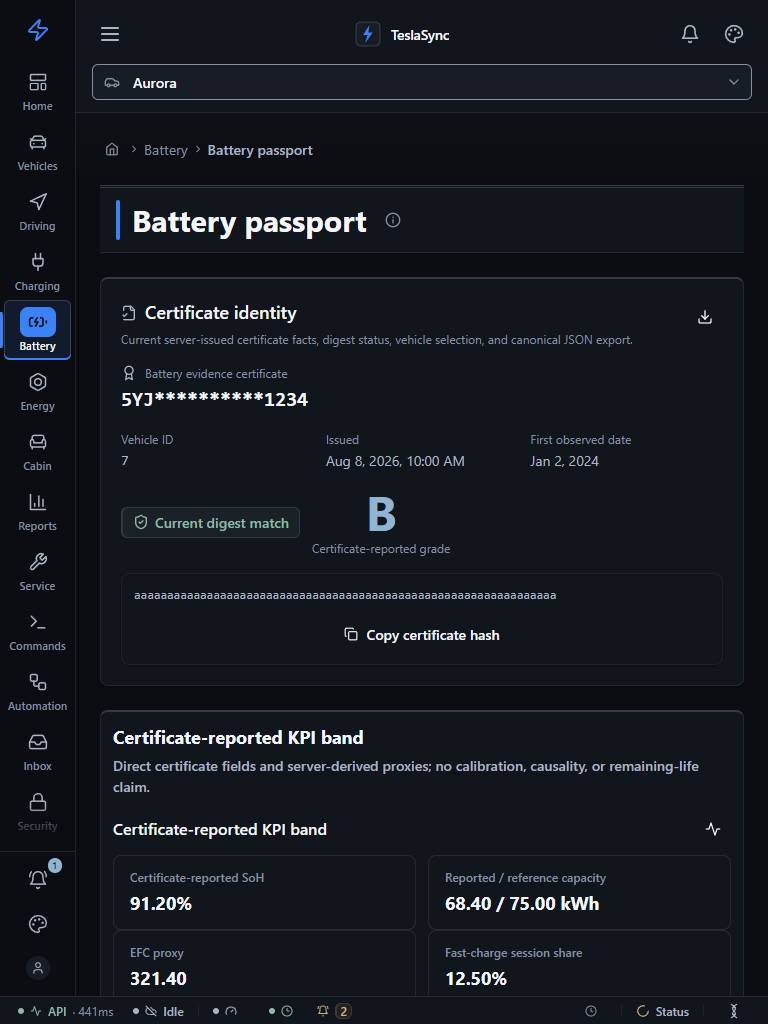 TeslaSync
Aurora
Home
Vehicles
Driving
Charging
Battery
Energy
Cabin
Reports
Service
Commands
Automation
Inbox
Security
1
Battery
Battery passport
Battery passport
Certificate identity
Current server-issued certificate facts, digest status, vehicle selection, and canonical JSON export.
Battery evidence certificate
5YJ**********1234
Vehicle ID
7
Issued
Aug 8, 2026, 10:00 AM
First observed date
Jan 2, 2024
Current digest match
B
Certificate-reported grade
aaaaaaaaaaaaaaaaaaaaaaaaaaaaaaaaaaaaaaaaaaaaaaaaaaaaaaaaaaaaaaaa
Copy certificate hash
Certificate-reported KPI band
Direct certificate fields and server-derived proxies; no calibration, causality, or remaining-life
claim.
Certificate-reported KPI band
Certificate-reported SoH
91.20%
Reported / reference capacity
68.40 / 75.00 kWh
EFC proxy
321.40
Fast-charge session share
12.50%
API · 441ms
Idle
2
Status